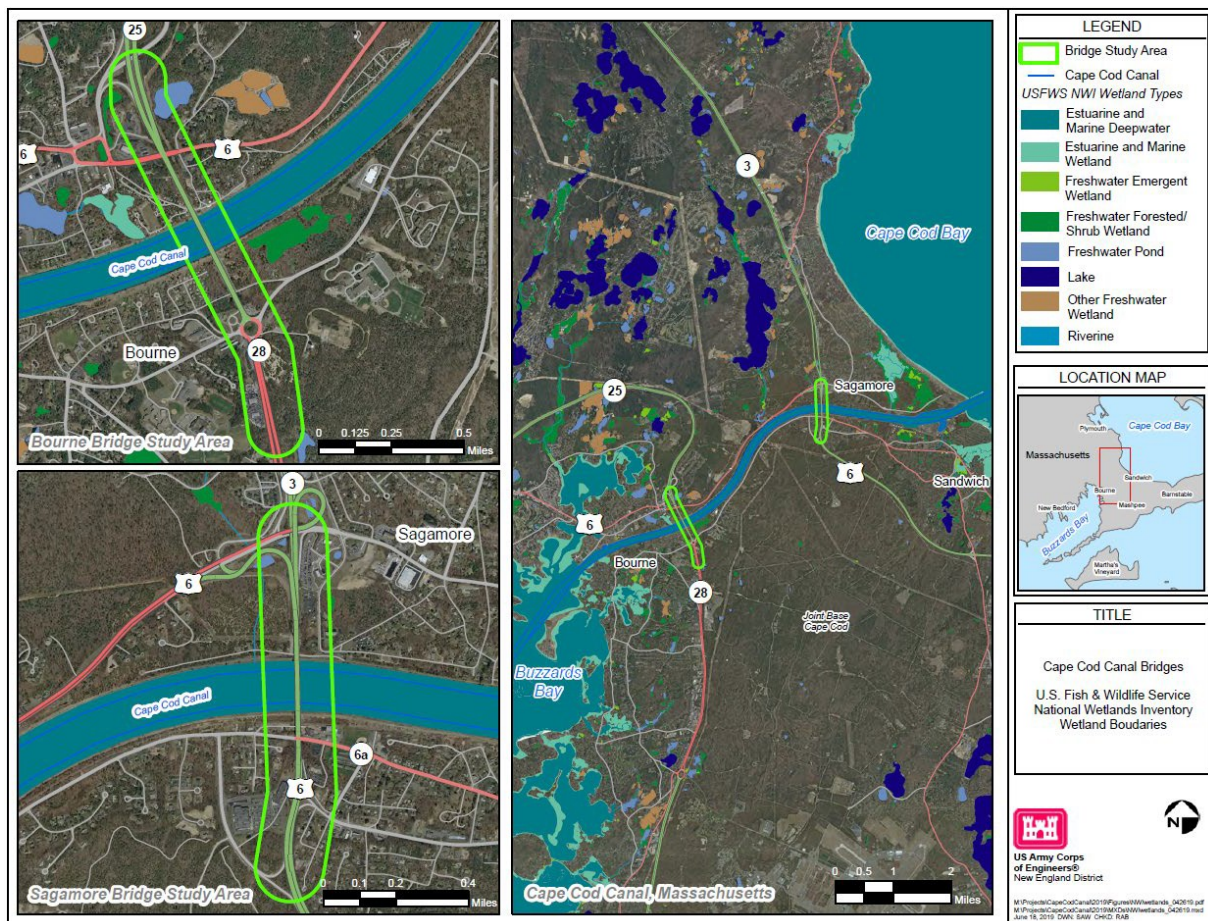 25
6
6
Cape Cod Canal
Bourne
28
Bourne Bridge Study Area
0 0.125 0.25 0.5
Miles
3
Sagamore
6
Cape Cod Canal
6a
6
Sagamore Bridge Study Area
0 0.1 0.2 0.4
Miles
3
Cape Cod Bay
25
Sagamore
6
Sandwich
6
Bourne
28
Joint Base
Cape Cod
Buzzards
Bay
Cape Cod Canal, Massachusetts
0 0.5 1 2
Miles
LEGEND
Bridge Study Area
Cape Cod Canal
USFWS NWI Wetland Types
Estuarine and
Marine Deepwater
Estuarine and Marine
Wetland
Freshwater Emergent
Wetland
Freshwater Forested/
Shrub Wetland
Freshwater Pond
Lake
Other Freshwater
Wetland
Riverine
LOCATION MAP
Cape Cod Bay
Plymouth
Massachusetts
Sandwich
Bourne
Barnstable
New Bedford
Mashpee
Buzzards Bay
Martha's
Vineyard
TITLE
Cape Cod Canal Bridges
U.S. Fish & Wildlife Service
National Wetlands Inventory
Wetland Boudaries
N
US Army Corps
of Engineers®
New England District
June 18, 2019 DWN: SAW CHK'D: RAB